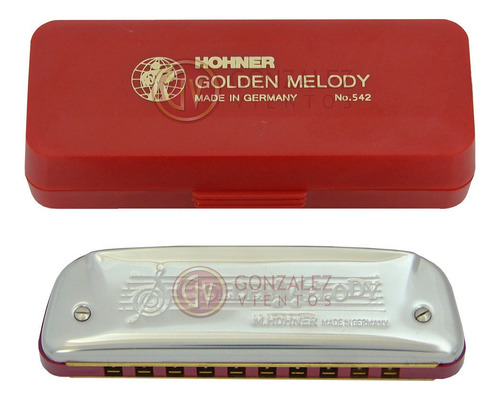 HOHNER
GOLDEN MELODY
MADE IN GERMANY No.542
GONZALEZ
VIENTOS
M.HOHNER MADE IN GERMANY